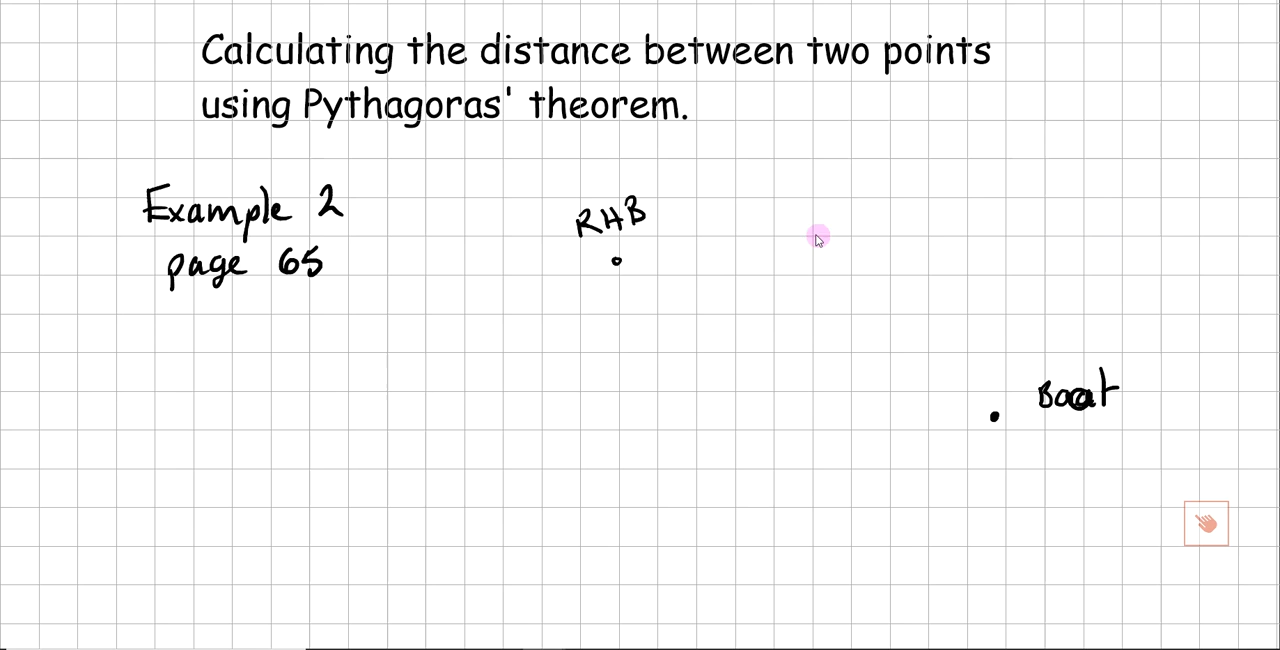 Calculating the distance between two points
using Pythagoras' theorem.
Example 2
page 65
RHB
Boat